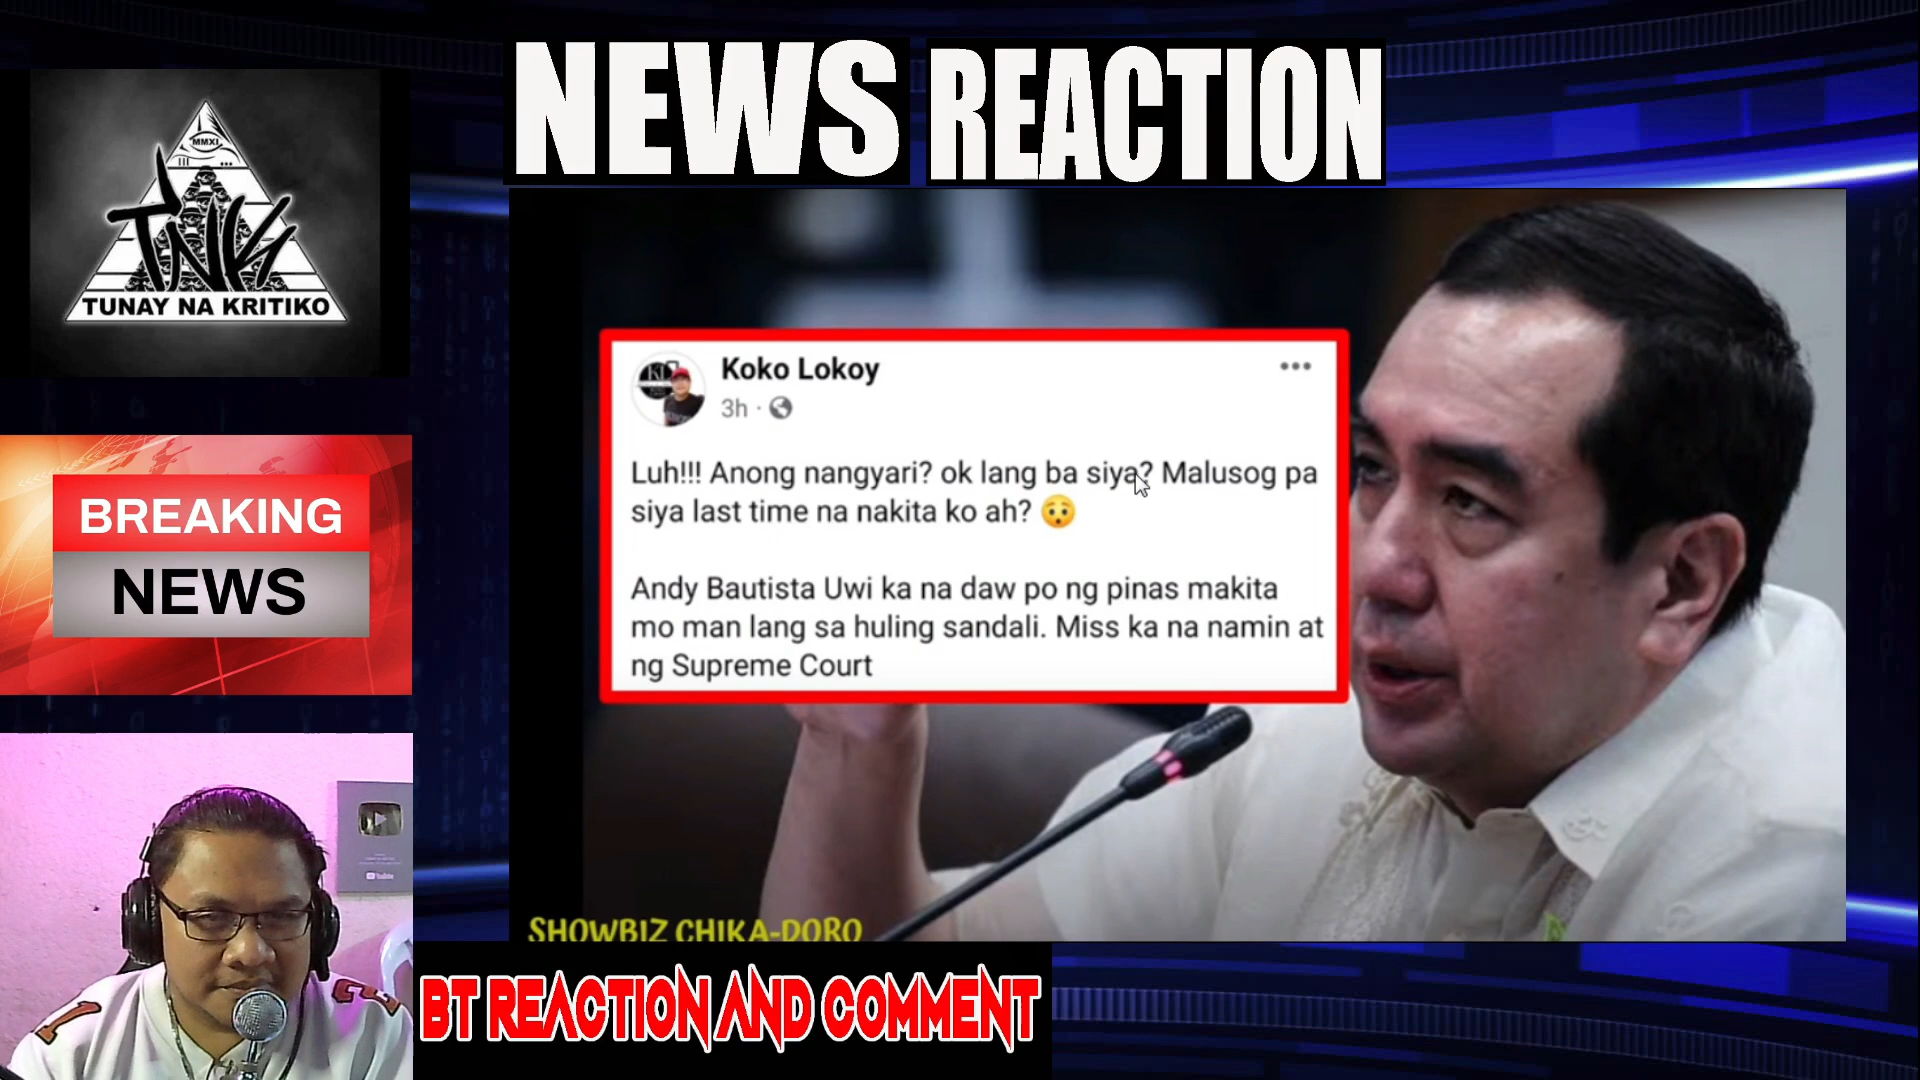 NEWS REACTION
MMXI
TNK
TUNAY NA KRITIKO
BREAKING
NEWS
Koko Lokoy
3h ·
Luh!!! Anong nangyari? ok lang ba siya? Malusog pa
siya last time na nakita ko ah? 😯
Andy Bautista Uwi ka na daw po ng pinas makita
mo man lang sa huling sandali. Miss ka na namin at
ng Supreme Court
SHOWBIZ CHIKA-DORO
YouTube
BT REACTION AND COMMENT